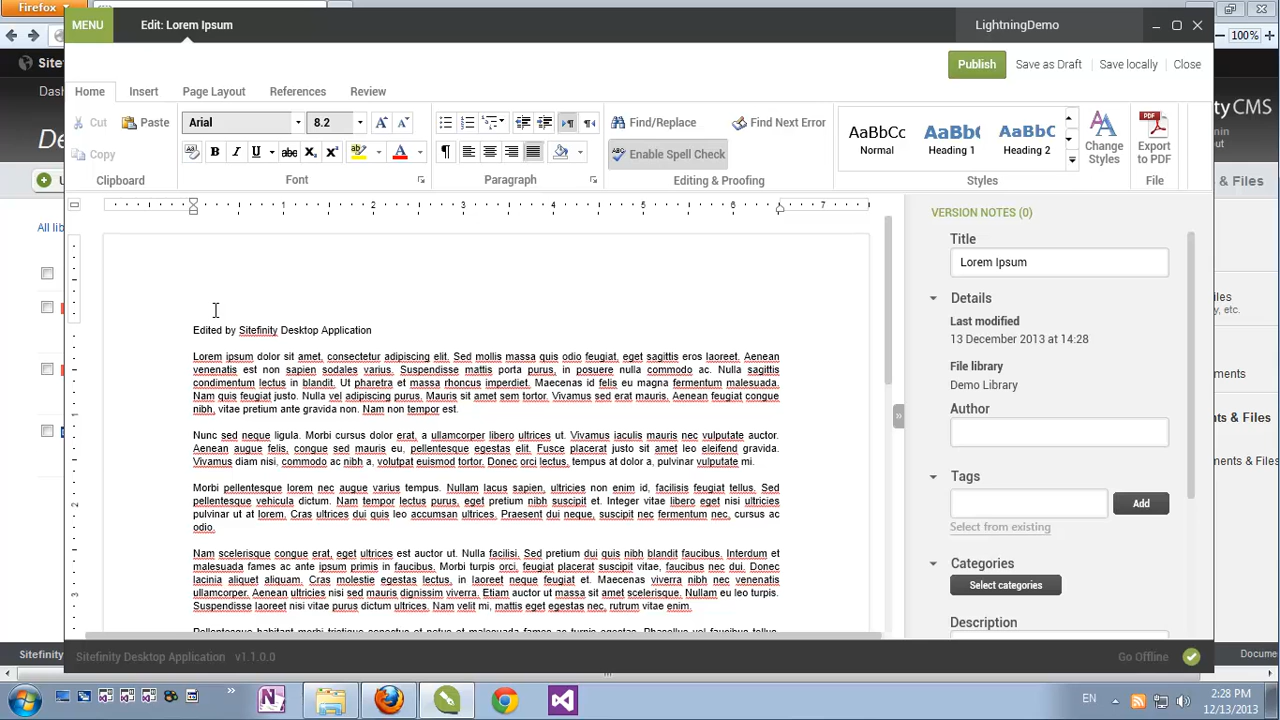 Firefox
MENU
Edit: Lorem Ipsum
LightningDemo
100%
Publish
Save as Draft
Save locally
Close
Home
Insert
Page Layout
References
Review
Cut
Paste
Copy
Clipboard
Arial
8.2
B I U abc X₂ X²
Font
Paragraph
Find/Replace
Find Next Error
Enable Spell Check
Editing & Proofing
AaBbCc
Normal
AaBbC
Heading 1
AaBbC
Heading 2
Change
Styles
Styles
PDF
Export
to PDF
File
1 2 3 4 5 6 7
Edited by Sitefinity Desktop Application
Lorem ipsum dolor sit amet, consectetur adipiscing elit. Sed mollis massa quis odio feugiat, eget sagittis eros laoreet. Aenean
venenatis est non sapien sodales varius. Suspendisse mattis porta purus, in posuere nulla commodo ac. Nulla sagittis
condimentum lectus in blandit. Ut pharetra et massa rhoncus imperdiet. Maecenas id felis eu magna fermentum malesuada.
Nam quis feugiat justo. Nulla vel adipiscing purus. Mauris sit amet sem tortor. Vivamus sed erat mauris. Aenean feugiat congue
nibh, vitae pretium ante gravida non. Nam non tempor est.
Nunc sed neque ligula. Morbi cursus dolor erat, a ullamcorper libero ultrices ut. Vivamus iaculis mauris nec vulputate auctor.
Aenean augue felis, congue sed mauris eu, pellentesque egestas elit. Fusce placerat justo sit amet leo eleifend gravida.
Vivamus diam nisi, commodo ac nibh a, volutpat euismod tortor. Donec orci lectus, tempus at dolor a, pulvinar vulputate mi.
Morbi pellentesque lorem nec augue varius tempus. Nullam lacus sapien, ultricies non enim id, facilisis feugiat tellus. Sed
pellentesque vehicula dictum. Nam tempor lectus purus, eget pretium nibh suscipit et. Integer vitae libero eget nisi ultricies
pulvinar ut at lorem. Cras ultrices dui quis leo accumsan ultrices. Praesent dui neque, suscipit nec fermentum nec, cursus ac
odio.
Nam scelerisque congue erat, eget ultrices est auctor ut. Nulla facilisi. Sed pretium dui quis nibh blandit faucibus. Interdum et
malesuada fames ac ante ipsum primis in faucibus. Morbi turpis orci, feugiat placerat suscipit vitae, faucibus nec dui. Donec
lacinia aliquet aliquam. Cras molestie egestas lectus, in laoreet neque feugiat et. Maecenas viverra nibh nec venenatis
ullamcorper. Aenean ultricies nisi sed mauris dignissim viverra. Etiam auctor ut massa sit amet scelerisque. Nullam eu leo turpis.
Suspendisse laoreet nisi vitae purus dictum ultrices. Nam velit mi, mattis eget egestas nec, rutrum vitae enim.
VERSION NOTES (0)
Title
Lorem Ipsum
Details
Last modified
13 December 2013 at 14:28
File library
Demo Library
Author
Tags
Add
Select from existing
Categories
Select categories
Description
Sitefinity Desktop Application v1.1.0.0
Go Offline
All lib
tyCMS
& Files
EN
2:28 PM
12/13/2013